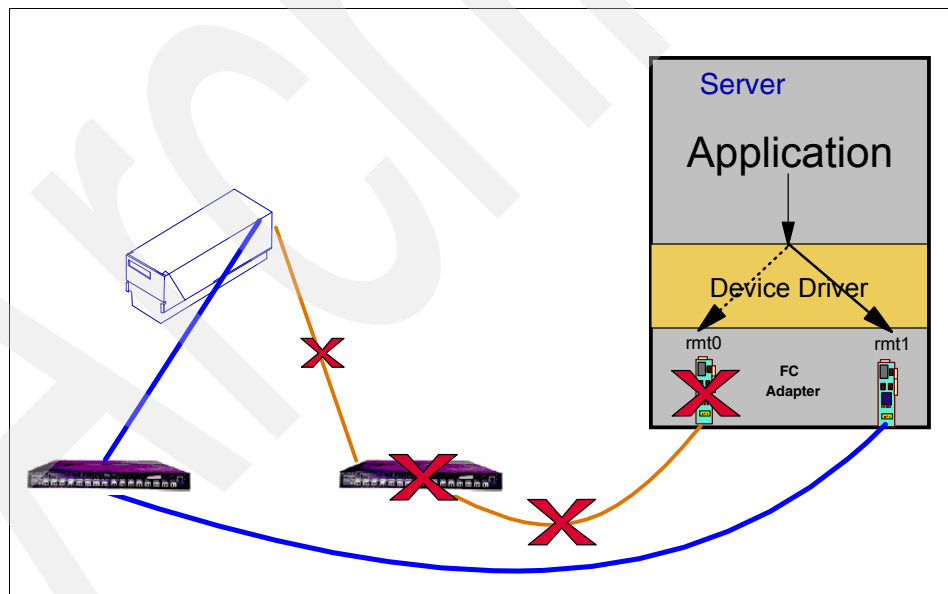 Server
Application
Device Driver
rmt0
rmt1
FC
Adapter